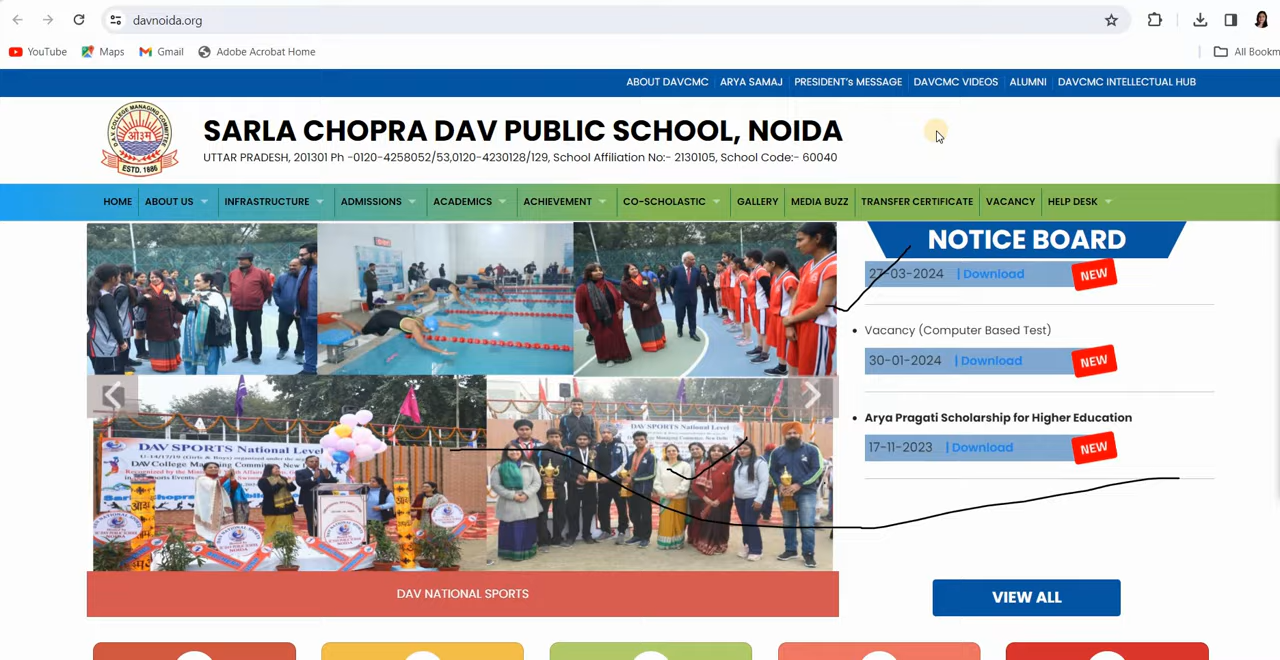 davnoida.org
YouTube Maps Gmail Adobe Acrobat Home All Bookm
ABOUT DAVCMC ARYA SAMAJ PRESIDENT's MESSAGE DAVCMC VIDEOS ALUMNI DAVCMC INTELLECTUAL HUB
ओ३म्
ESTD. 1886
SARLA CHOPRA DAV PUBLIC SCHOOL, NOIDA
UTTAR PRADESH, 201301 Ph -0120-4258052/53,0120-4230128/129, School Affiliation No:- 2130105, School Code:- 60040
HOME ABOUT US INFRASTRUCTURE ADMISSIONS ACADEMICS ACHIEVEMENT CO-SCHOLASTIC GALLERY MEDIA BUZZ TRANSFER CERTIFICATE VACANCY HELP DESK
NOTICE BOARD
27-03-2024 | Download NEW
Vacancy (Computer Based Test)
30-01-2024 | Download NEW
Arya Pragati Scholarship for Higher Education
17-11-2023 | Download NEW
DAV SPORTS National Level
DAV NATIONAL SPORTS
VIEW ALL